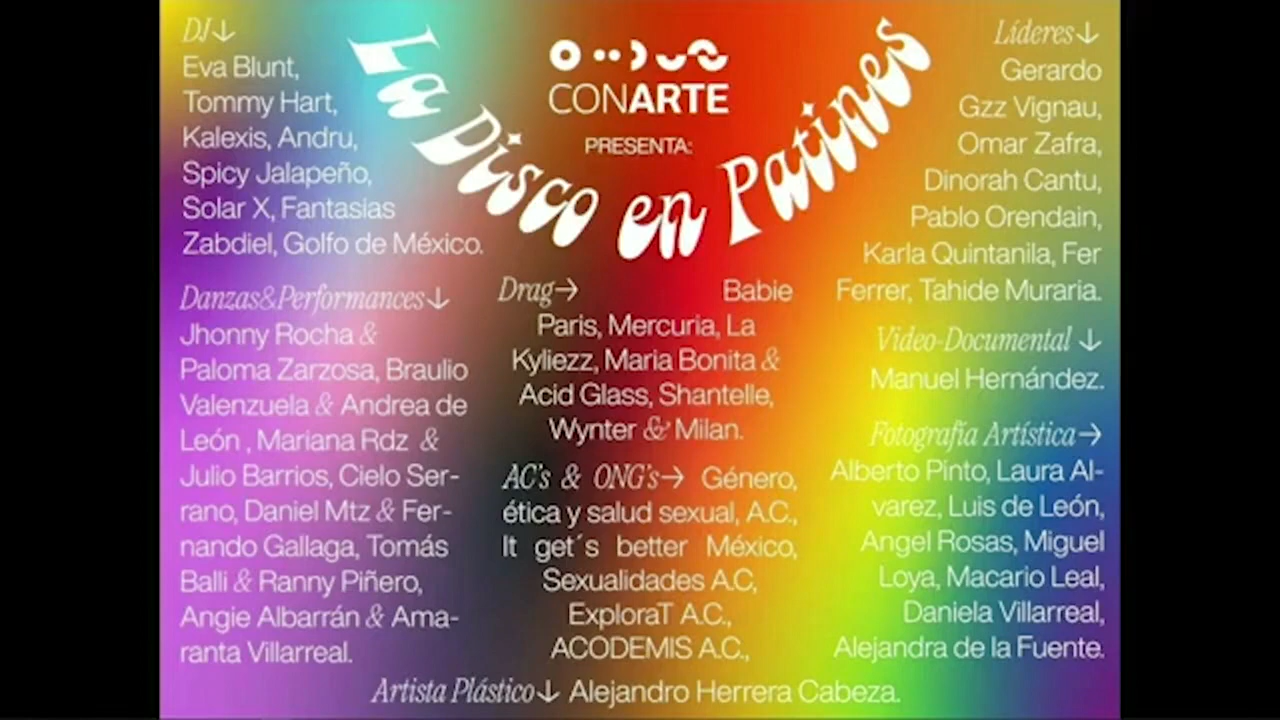 La Disco en Patines
CONARTE
PRESENTA:
DJ↓
Eva Blunt,
Tommy Hart,
Kalexis, Andru,
Spicy Jalapeño,
Solar X, Fantasias
Zabdiel, Golfo de México.
Danzas&Performances↓
Jhonny Rocha &
Paloma Zarzosa, Braulio
Valenzuela & Andrea de
León , Mariana Rdz &
Julio Barrios, Cielo Ser-
rano, Daniel Mtz & Fer-
nando Gallaga, Tomás
Balli & Ranny Piñero,
Angie Albarrán & Ama-
ranta Villarreal.
Drag→ Babie
Paris, Mercuria, La
Kyliezz, Maria Bonita &
Acid Glass, Shantelle,
Wynter & Milan.
AC's & ONG's→ Género,
ética y salud sexual, A.C.,
It get´s better México,
Sexualidades A.C,
ExploraT A.C.,
ACODEMIS A.C.,
Líderes↓
Gerardo
Gzz Vignau,
Omar Zafra,
Dinorah Cantu,
Pablo Orendain,
Karla Quintanila, Fer
Ferrer, Tahide Muraria.
Video-Documental ↓
Manuel Hernández.
Fotografía Artística→
Alberto Pinto, Laura Al-
varez, Luis de León,
Angel Rosas, Miguel
Loya, Macario Leal,
Daniela Villarreal,
Alejandra de la Fuente.
Artista Plástico↓ Alejandro Herrera Cabeza.